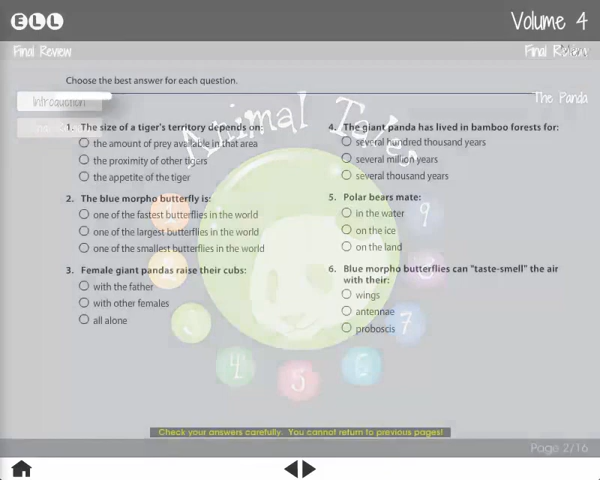 ELL
Volume 4
Final Review
Final Review
Choose the best answer for each question.
Introduction
The Panda
Animal Tales
1. The size of a tiger's territory depends on:
the amount of prey available in that area
the proximity of other tigers
the appetite of the tiger
2. The blue morpho butterfly is:
one of the fastest butterflies in the world
one of the largest butterflies in the world
one of the smallest butterflies in the world
3. Female giant pandas raise their cubs:
with the father
with other females
all alone
4. The giant panda has lived in bamboo forests for:
several hundred thousand years
several million years
several thousand years
5. Polar bears mate:
in the water
on the ice
on the land
6. Blue morpho butterflies can "taste-smell" the air
with their:
wings
antennae
proboscis
9
8
7
3
4
5
6
Check your answers carefully. You cannot return to previous pages!
Page 2/16